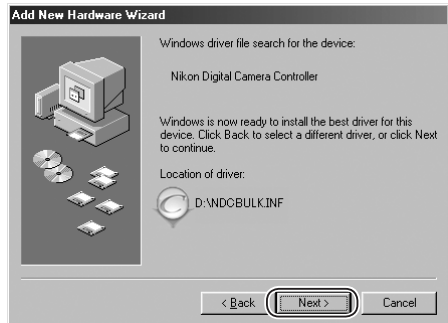 Add New Hardware Wizard
Windows driver file search for the device:
Nikon Digital Camera Controller
Windows is now ready to install the best driver for this
device. Click Back to select a different driver, or click Next
to continue.
Location of driver:
D:\NDCBULK.INF
< Back
Next >
Cancel